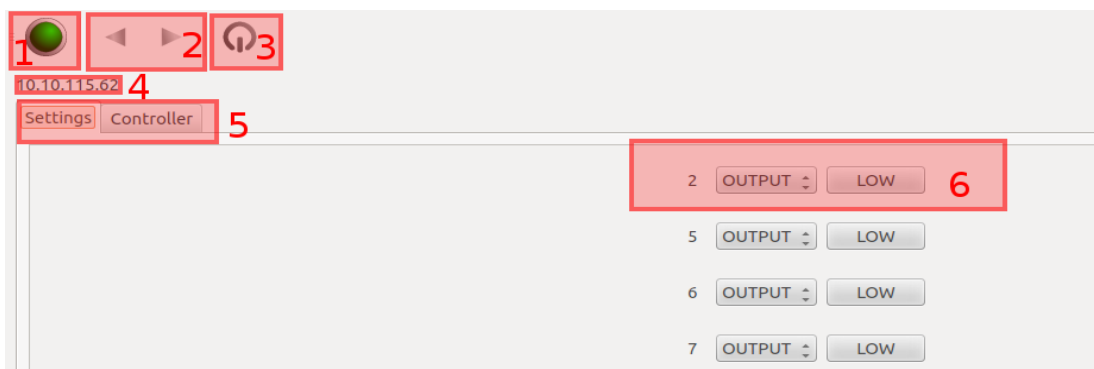 1 2 3
10.10.115.62 4
Settings Controller 5
2 OUTPUT LOW 6
5 OUTPUT LOW
6 OUTPUT LOW
7 OUTPUT LOW